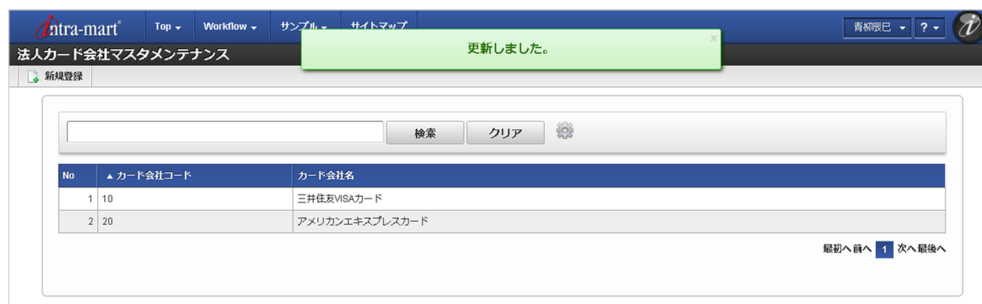 intra-mart® Top Workflow サンプル サイトマップ 青柳辰巳 ?
更新しました。 ×
法人カード会社マスタメンテナンス
新規登録
検索 クリア
No ▲ カード会社コード カード会社名
1 10 三井住友VISAカード
2 20 アメリカンエキスプレスカード
最初へ 前へ 1 次へ 最後へ